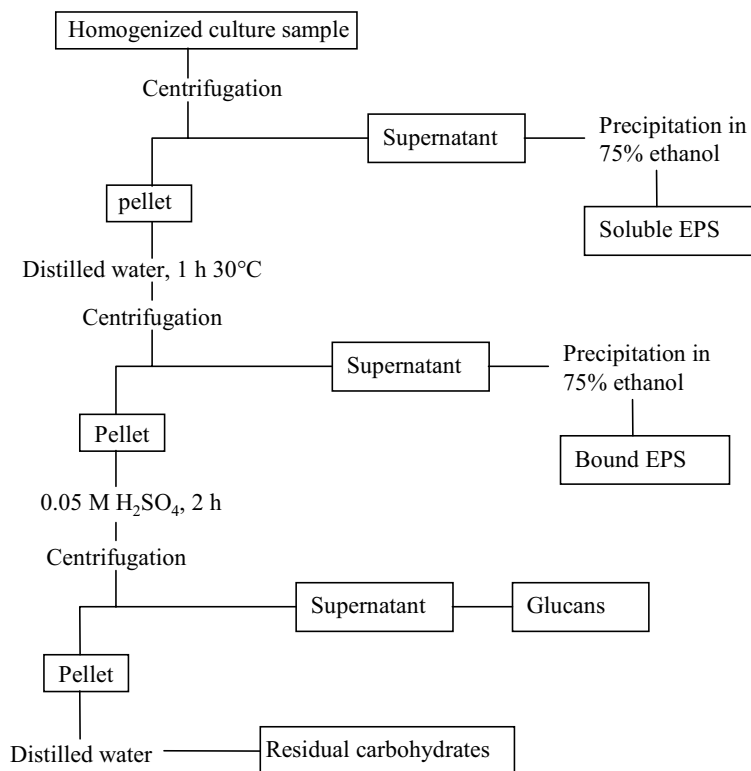 Homogenized culture sample
Centrifugation
Supernatant
Precipitation in
75% ethanol
pellet
Soluble EPS
Distilled water, 1 h 30°C
Centrifugation
Supernatant
Precipitation in
75% ethanol
Pellet
Bound EPS
0.05 M H₂SO₄, 2 h
Centrifugation
Supernatant
Glucans
Pellet
Distilled water
Residual carbohydrates